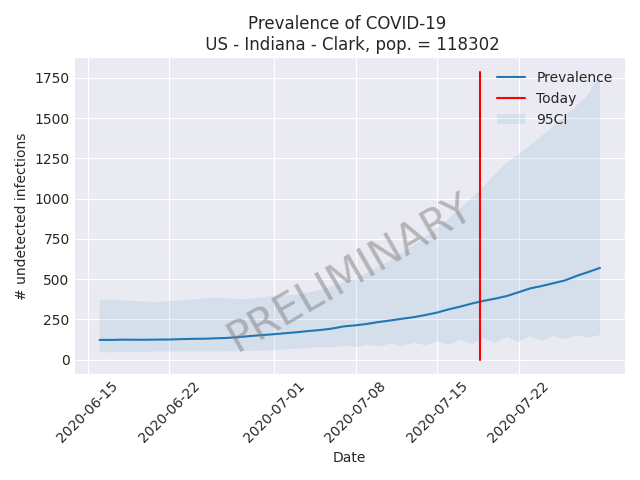 Prevalence of COVID-19
US - Indiana - Clark, pop. = 118302
1750
1500
1250
1000
750
500
250
0
# undetected infections
Prevalence
Today
95CI
PRELIMINARY
2020-06-15
2020-06-22
2020-07-01
2020-07-08
2020-07-15
2020-07-22
Date